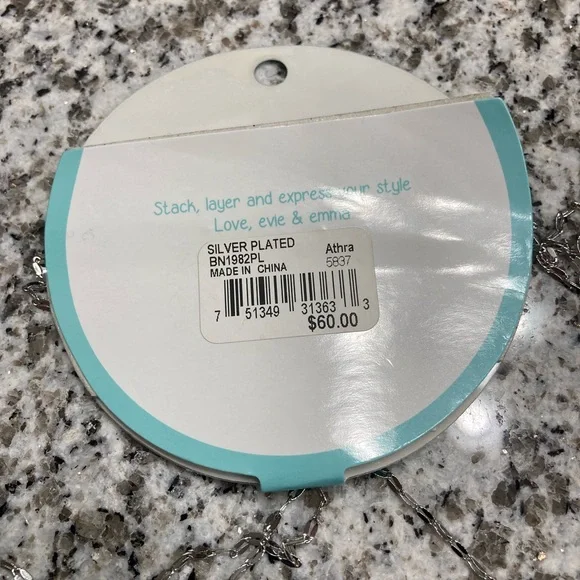 Stack, layer and express your style
Love, evie & emma
SILVER PLATED Athra
BN1982PL 5837
MADE IN CHINA
7 51349 31363 3
$60.00